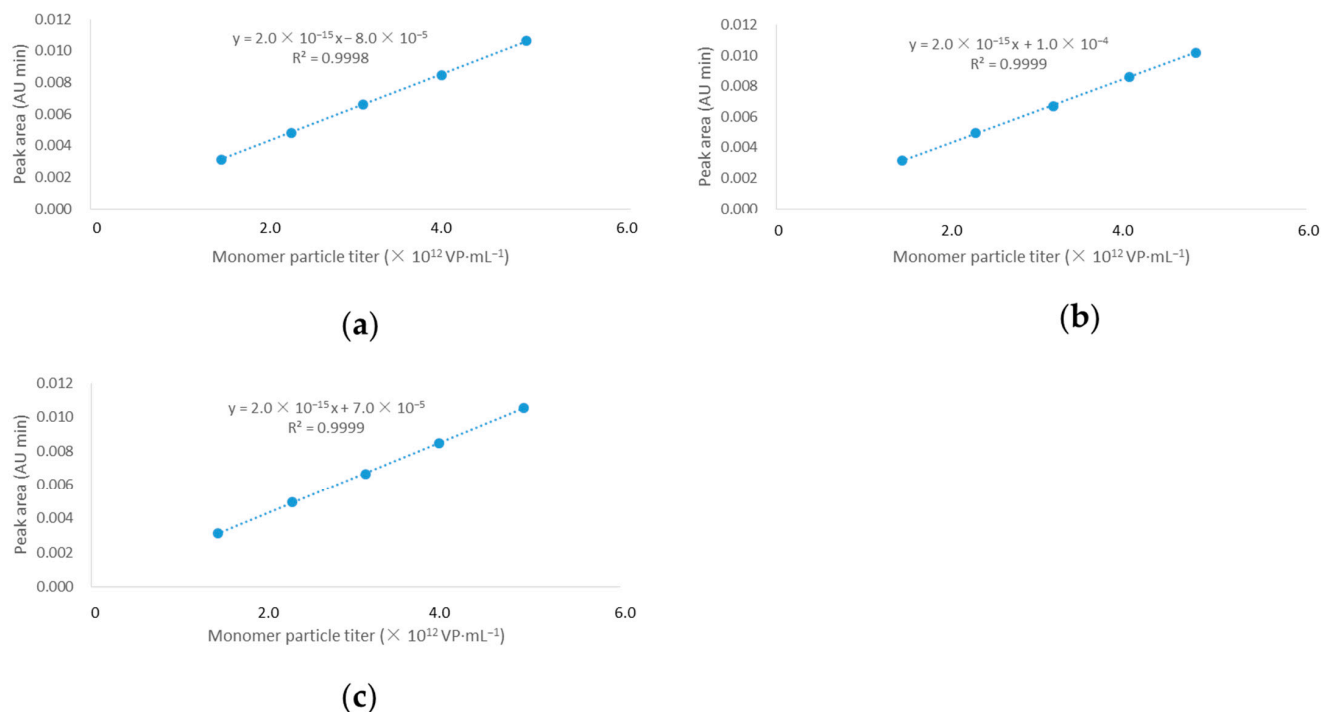 0.012
0.010
0.008
0.006
0.004
0.002
0.000
Peak area (AU min)
y = 2.0 × 10⁻¹⁵x – 8.0 × 10⁻⁵
R² = 0.9998
0 2.0 4.0 6.0
Monomer particle titer (× 10¹² VP·mL⁻¹)
(a)
0.012
0.010
0.008
0.006
0.004
0.002
0.000
Peak area (AU min)
y = 2.0 × 10⁻¹⁵x + 1.0 × 10⁻⁴
R² = 0.9999
0 2.0 4.0 6.0
Monomer particle titer (× 10¹² VP·mL⁻¹)
(b)
0.012
0.010
0.008
0.006
0.004
0.002
0.000
Peak area (AU min)
y = 2.0 × 10⁻¹⁵x + 7.0 × 10⁻⁵
R² = 0.9999
0 2.0 4.0 6.0
Monomer particle titer (× 10¹² VP·mL⁻¹)
(c)